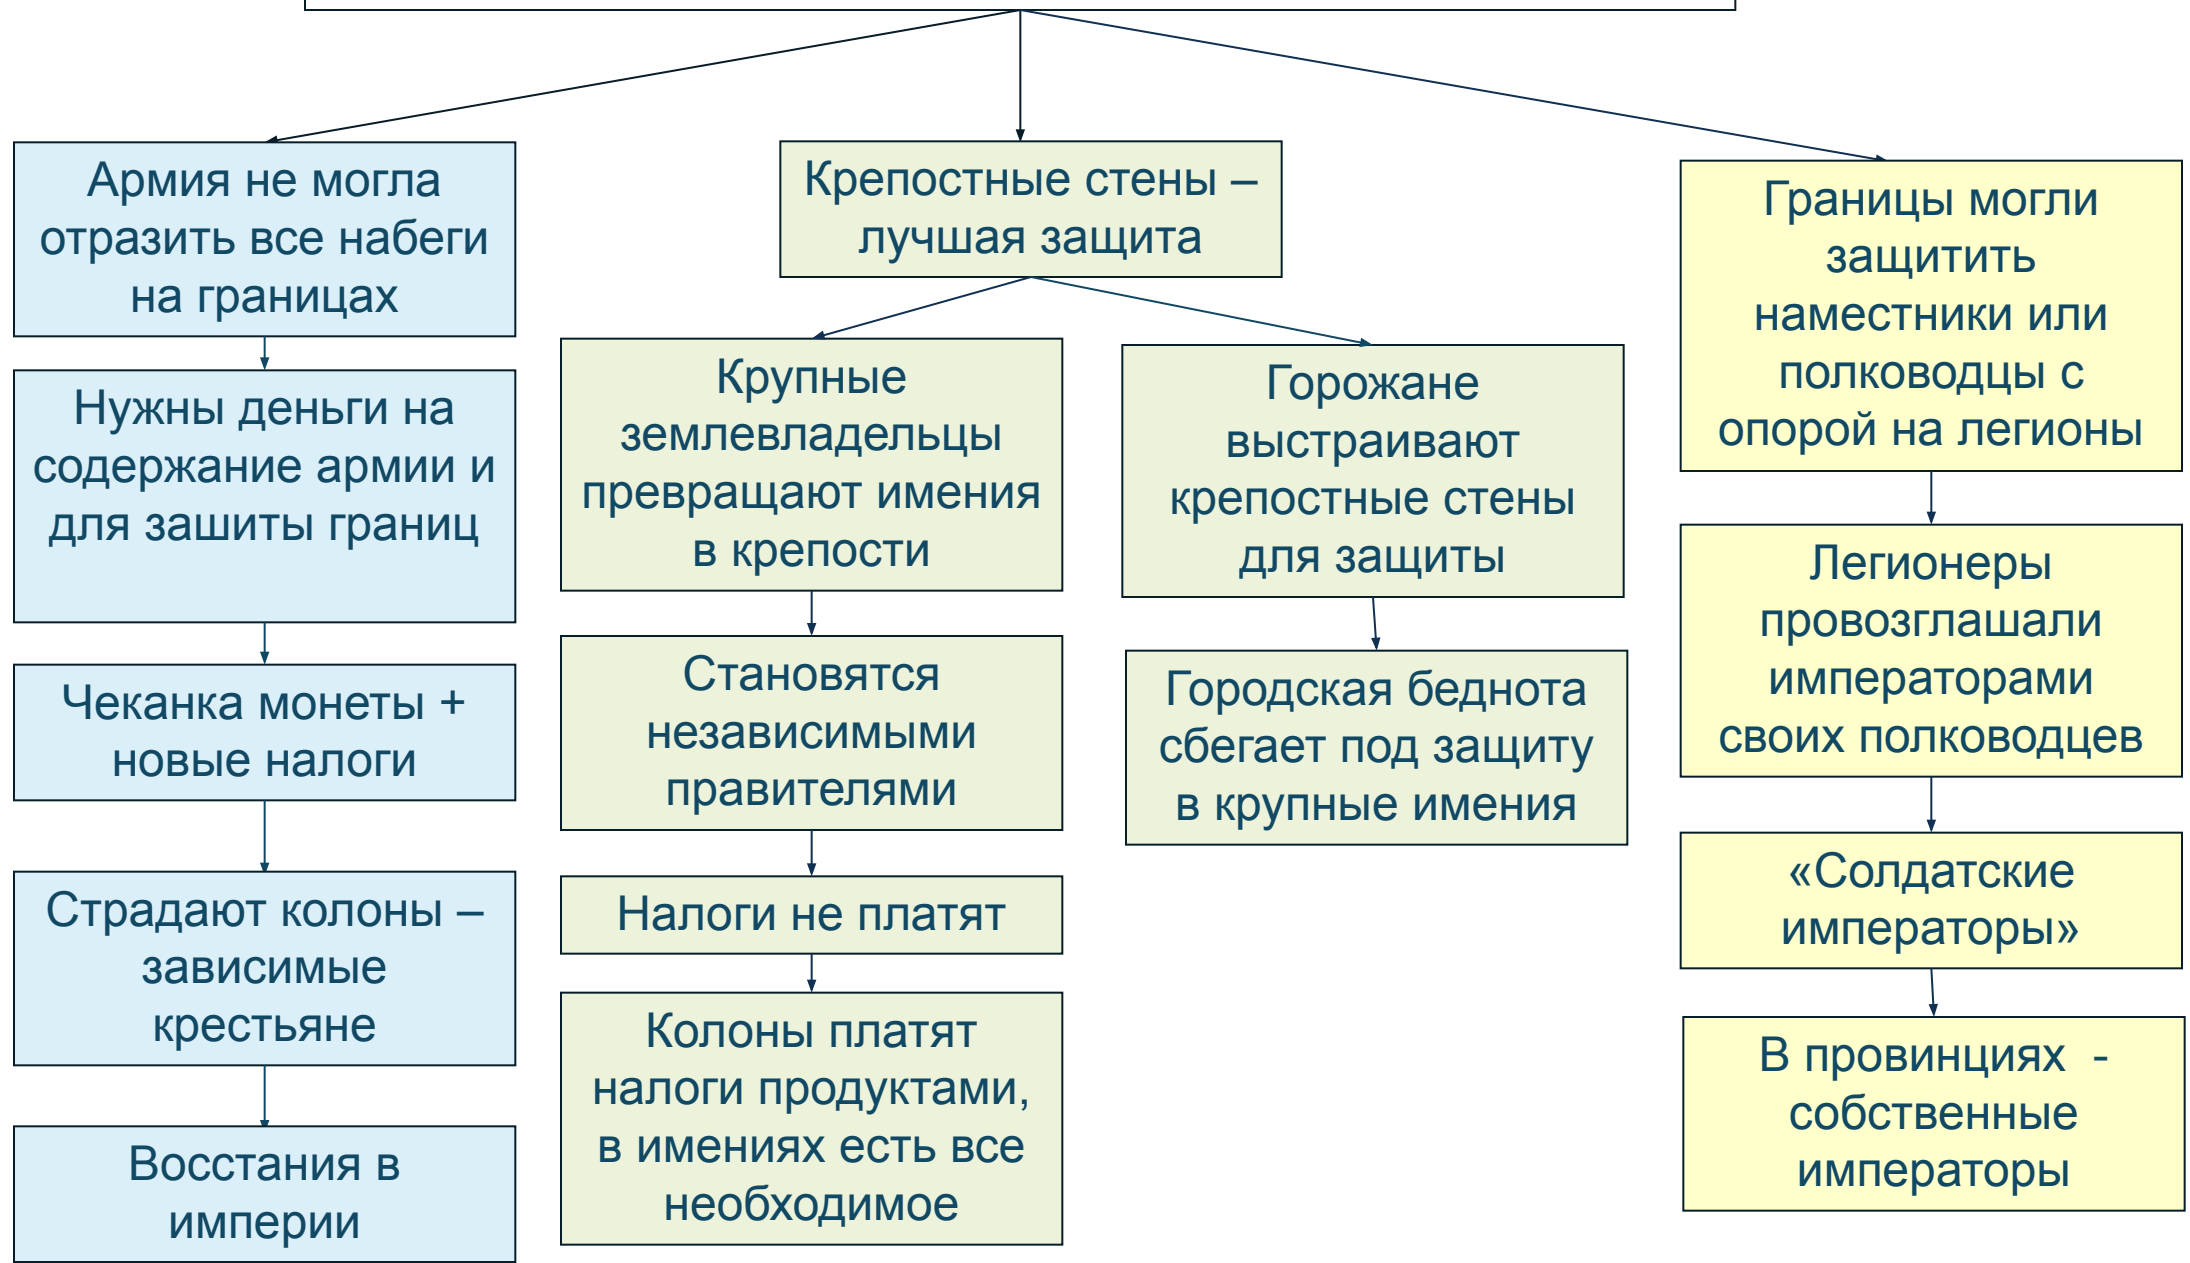 Армия не могла
отразить все набеги
на границах
Нужны деньги на
содержание армии и
для зашиты границ
Чеканка монеты +
новые налоги
Страдают колоны –
зависимые
крестьяне
Восстания в
империи
Крепостные стены –
лучшая защита
Крупные
землевладельцы
превращают имения
в крепости
Становятся
независимыми
правителями
Налоги не платят
Колоны платят
налоги продуктами,
в имениях есть все
необходимое
Горожане
выстраивают
крепостные стены
для защиты
Городская беднота
сбегает под защиту
в крупные имения
Границы могли
защитить
наместники или
полководцы с
опорой на легионы
Легионеры
провозглашали
императорами
своих полководцев
«Солдатские
императоры»
В провинциях  -
собственные
императоры